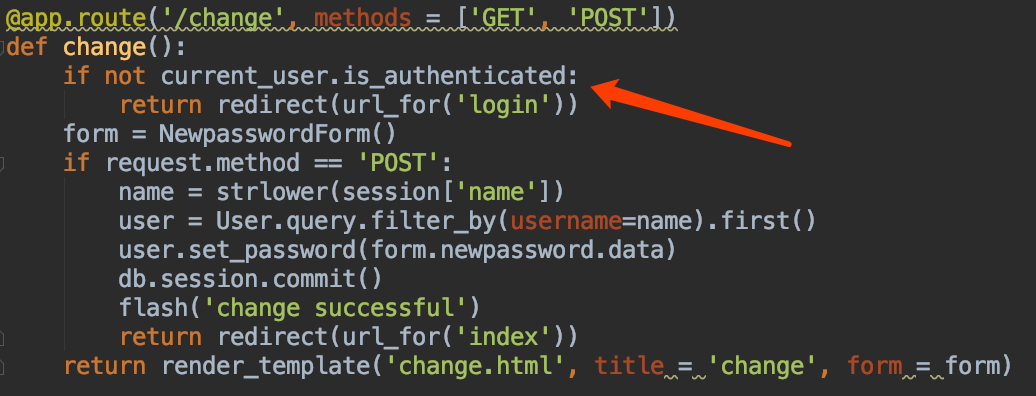 @app.route('/change', methods = ['GET', 'POST'])
def change():
    if not current_user.is_authenticated:
        return redirect(url_for('login'))
    form = NewpasswordForm()
    if request.method == 'POST':
        name = strlower(session['name'])
        user = User.query.filter_by(username=name).first()
        user.set_password(form.newpassword.data)
        db.session.commit()
        flash('change successful')
        return redirect(url_for('index'))
    return render_template('change.html', title = 'change', form = form)